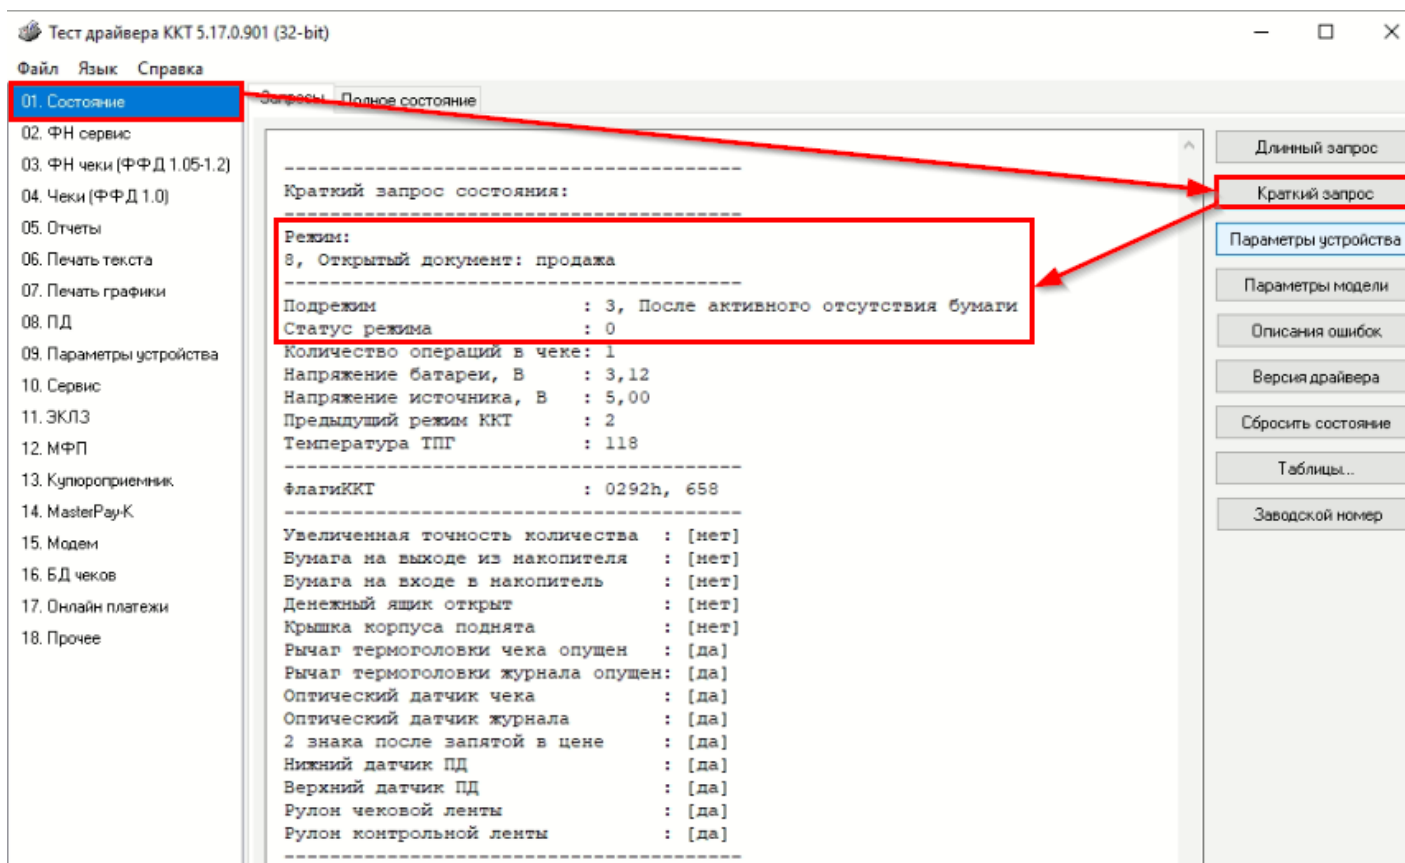 Тест драйвера ККТ 5.17.0.901 (32-bit)
Файл Язык Справка
01. Состояние
02. ФН сервис
03. ФН чеки (ФФД 1.05-1.2)
04. Чеки (ФФД 1.0)
05. Отчеты
06. Печать текста
07. Печать графики
08. ПД
09. Параметры устройства
10. Сервис
11. ЭКЛЗ
12. МФП
13. Купюроприемник
14. MasterPay-K
15. Модем
16. БД чеков
17. Онлайн платежи
18. Прочее
Запросы Полное состояние
----------------------------------------
Краткий запрос состояния:
----------------------------------------
Режим:
8, Открытый документ: продажа
----------------------------------------
Подрежим : 3, После активного отсутствия бумаги
Статус режима : 0
Количество операций в чеке: 1
Напряжение батареи, В : 3,12
Напряжение источника, В : 5,00
Предыдущий режим ККТ : 2
Температура ТПГ : 118
----------------------------------------
ФлагиККТ : 0292h, 658
----------------------------------------
Увеличенная точность количества : [нет]
Бумага на выходе из накопителя : [нет]
Бумага на входе в накопитель : [нет]
Денежный ящик открыт : [нет]
Крышка корпуса поднята : [нет]
Рычаг термоголовки чека опущен : [да]
Рычаг термоголовки журнала опущен: [да]
Оптический датчик чека : [да]
Оптический датчик журнала : [да]
2 знака после запятой в цене : [да]
Нижний датчик ПД : [да]
Верхний датчик ПД : [да]
Рулон чековой ленты : [да]
Рулон контрольной ленты : [да]
----------------------------------------
Длинный запрос
Краткий запрос
Параметры устройства
Параметры модели
Описания ошибок
Версия драйвера
Сбросить состояние
Таблицы...
Заводской номер